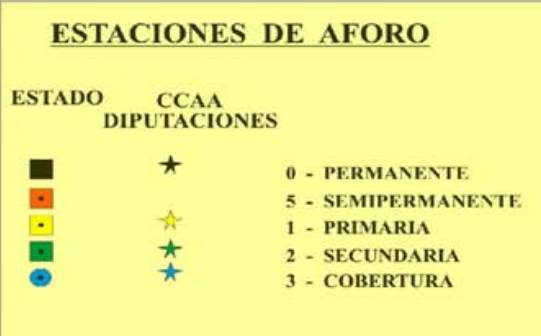 ESTACIONES DE AFORO
ESTADO CCAA
DIPUTACIONES
0 - PERMANENTE
5 - SEMIPERMANENTE
1 - PRIMARIA
2 - SECUNDARIA
3 - COBERTURA